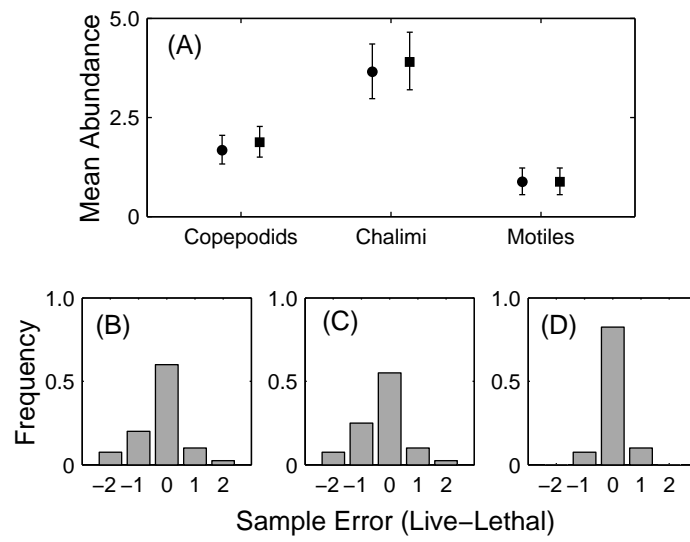 (A)
Mean Abundance
5.0
2.5
0
Copepodids Chalimi Motiles
(B)
Frequency
1.0
0.5
0
−2 −1 0 1 2
(C)
1.0
0.5
0
−2 −1 0 1 2
(D)
1.0
0.5
0
−2 −1 0 1 2
Sample Error (Live−Lethal)